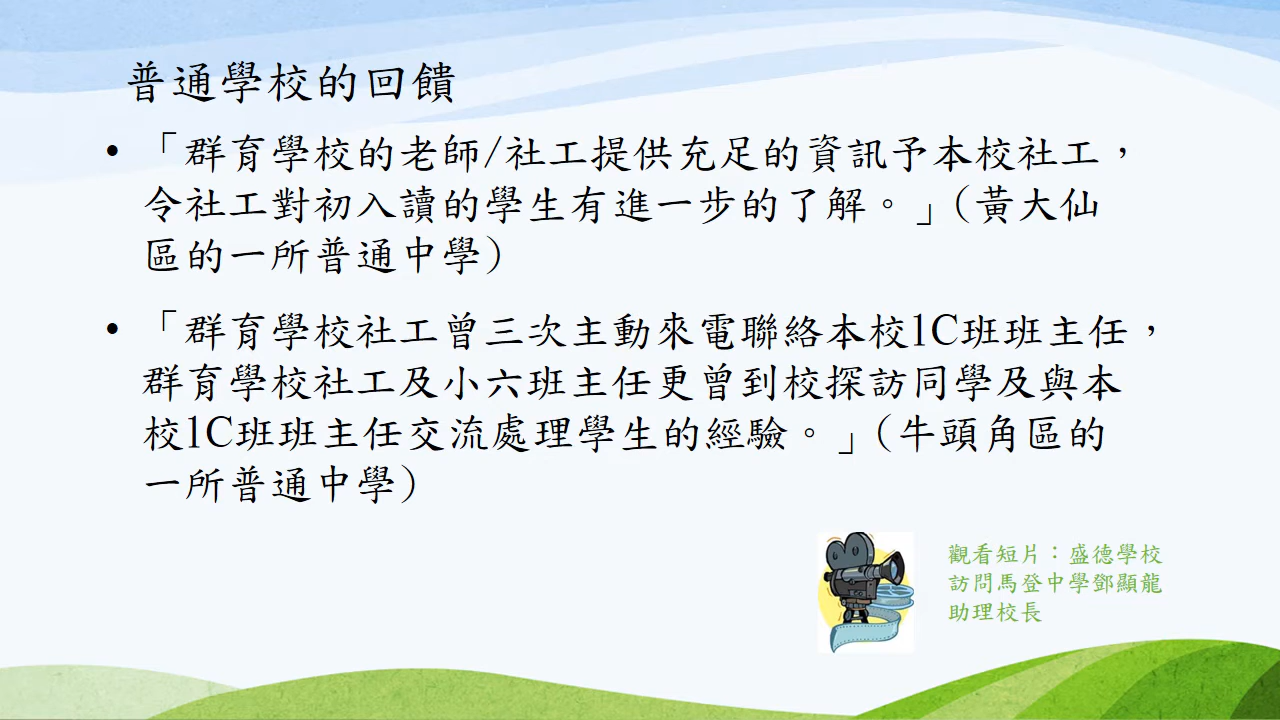 普通學校的回饋
• 「群育學校的老師/社工提供充足的資訊予本校社工，
令社工對初入讀的學生有進一步的了解。」（黃大仙
區的一所普通中學）
• 「群育學校社工曾三次主動來電聯絡本校1C班班主任，
群育學校社工及小六班主任更曾到校探訪同學及與本
校1C班班主任交流處理學生的經驗。」（牛頭角區的
一所普通中學）
觀看短片：盛德學校
訪問馬登中學鄧顯龍
助理校長